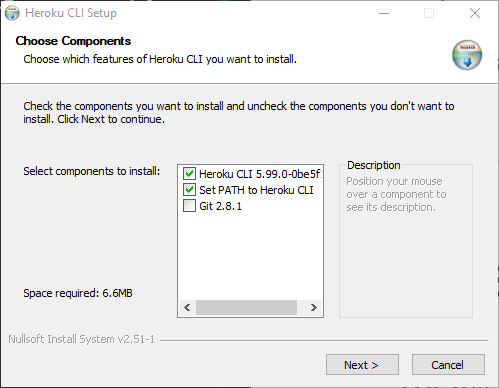 Heroku CLI Setup
Choose Components
Choose which features of Heroku CLI you want to install.
Check the components you want to install and uncheck the components you don't want to
install. Click Next to continue.
Select components to install:
Heroku CLI 5.99.0-0be5f
Set PATH to Heroku CLI
Git 2.8.1
Description
Position your mouse
over a component to
see its description.
Space required: 6.6MB
Nullsoft Install System v2.51-1
Next >
Cancel